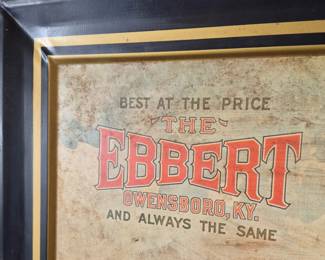 BEST AT THE PRICE
"THE"
EBBERT
OWENSBORO, KY.
AND ALWAYS THE SAME